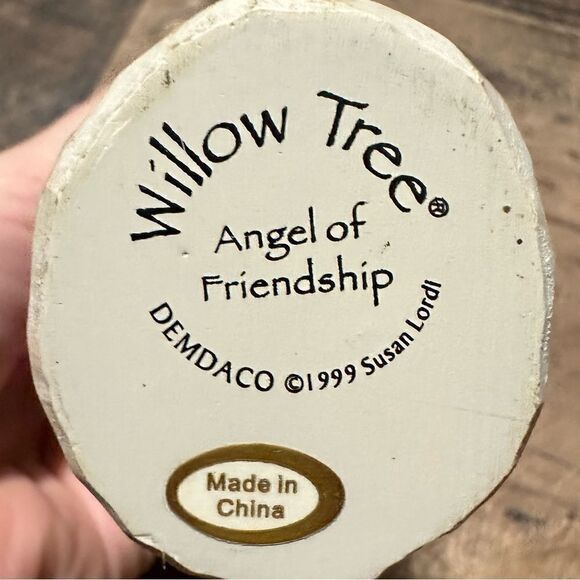 Willow Tree®
Angel of
Friendship
DEMDACO ©1999 Susan Lordi
Made in
China